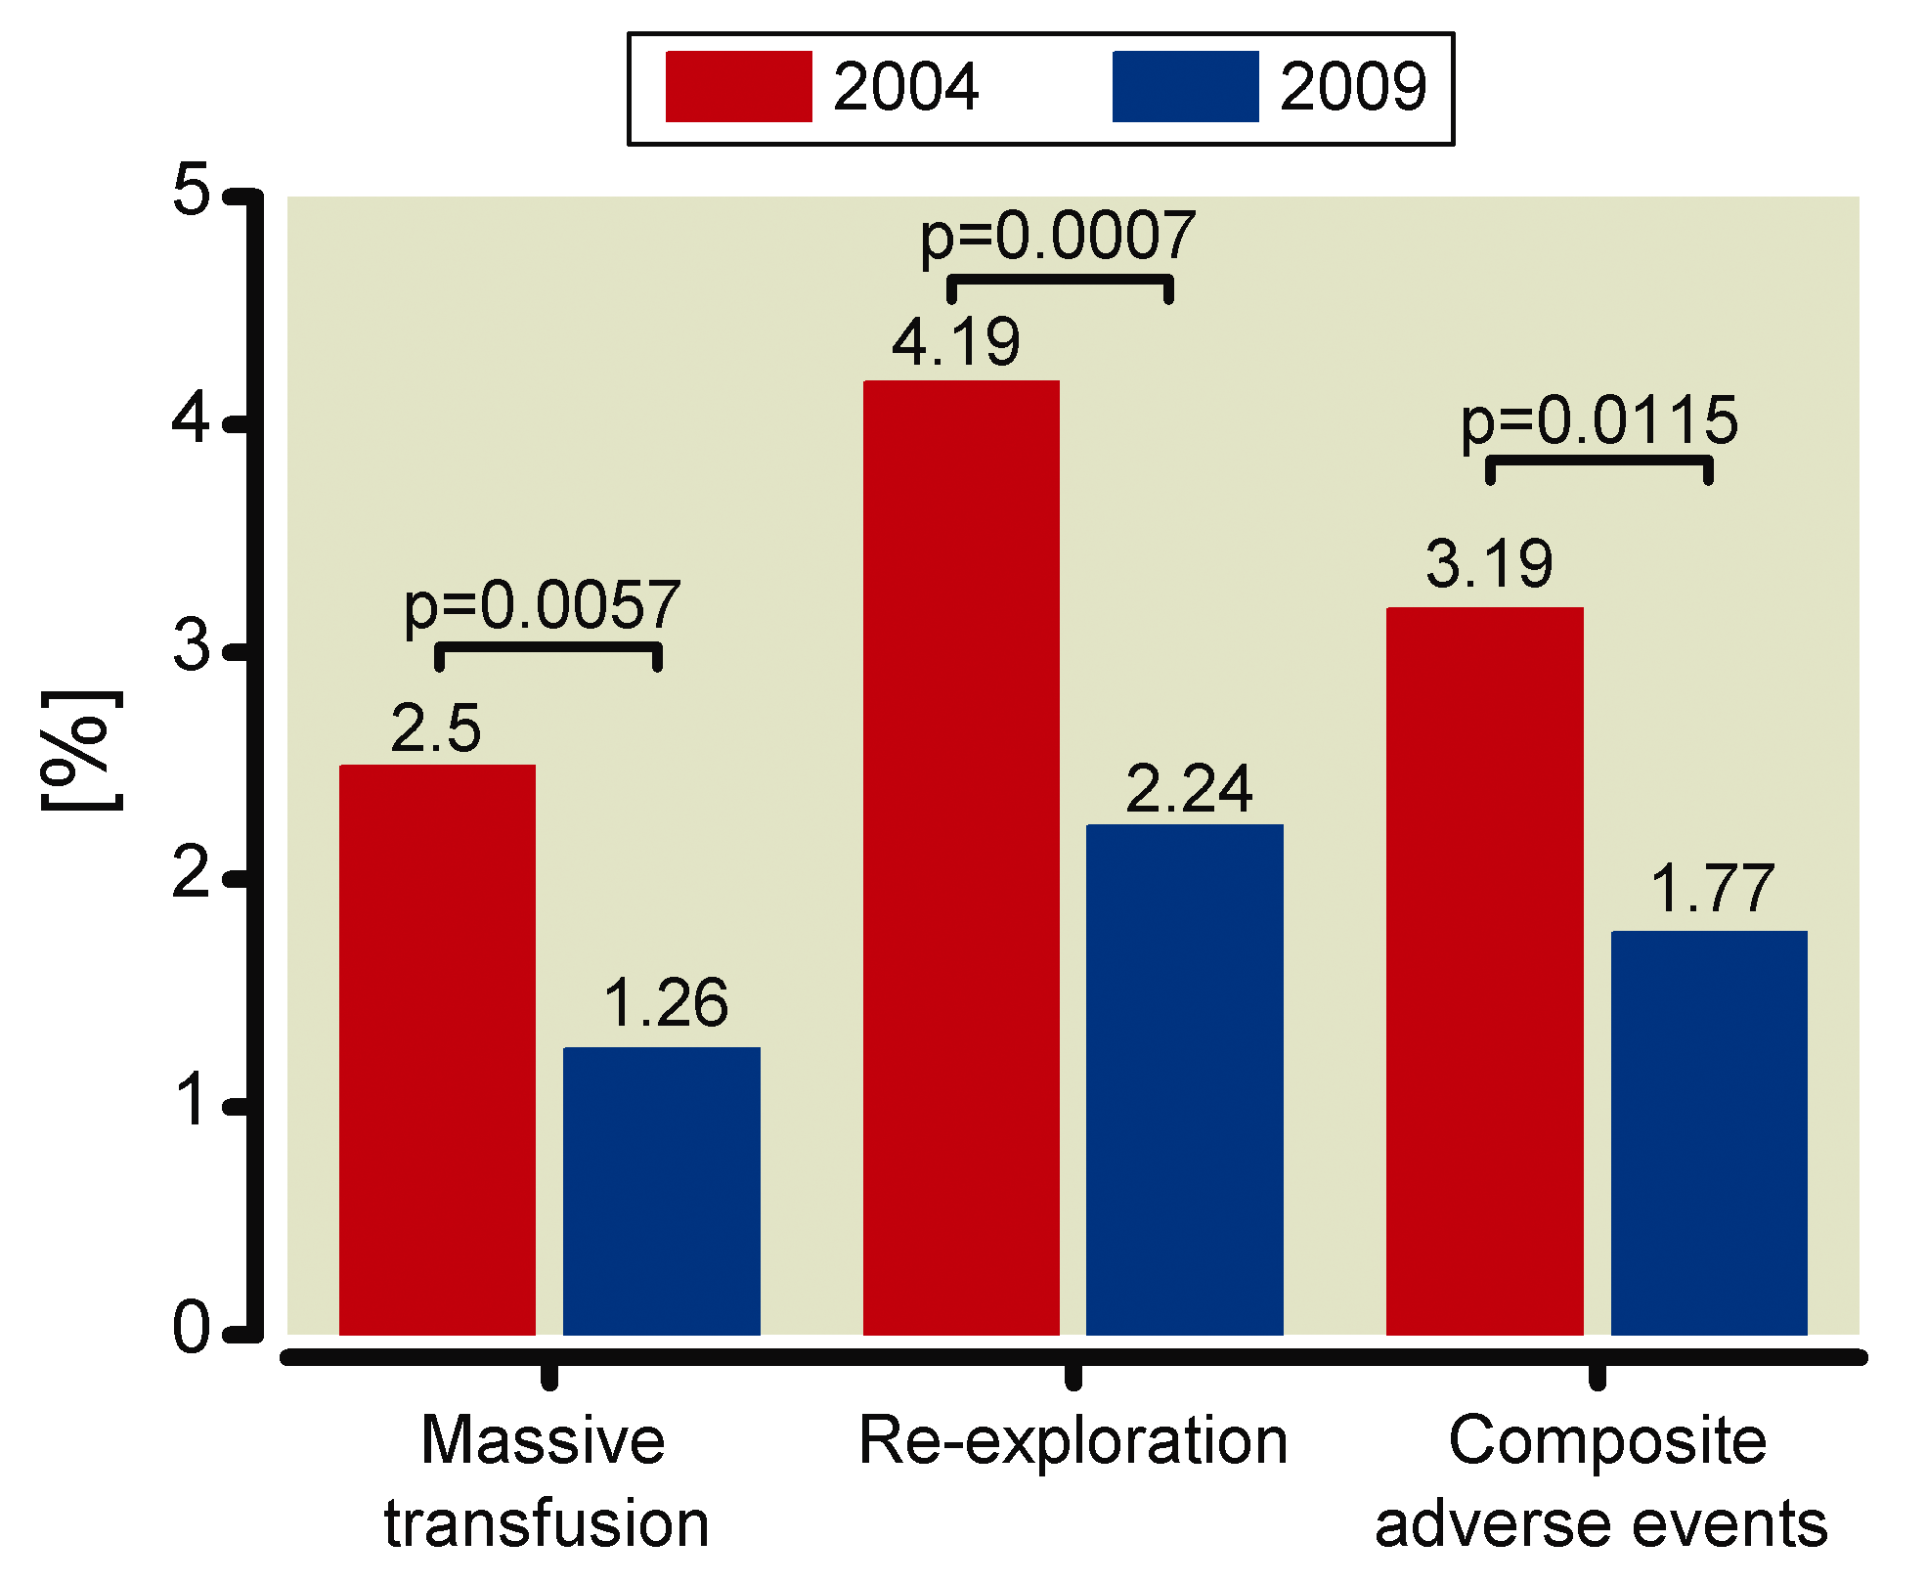 2004 2009
5
p=0.0007
4.19
4
p=0.0115
3.19
p=0.0057
3
2.5
[%]
2.24
2
1.77
1.26
1
0
Massive transfusion
Re-exploration
Composite adverse events